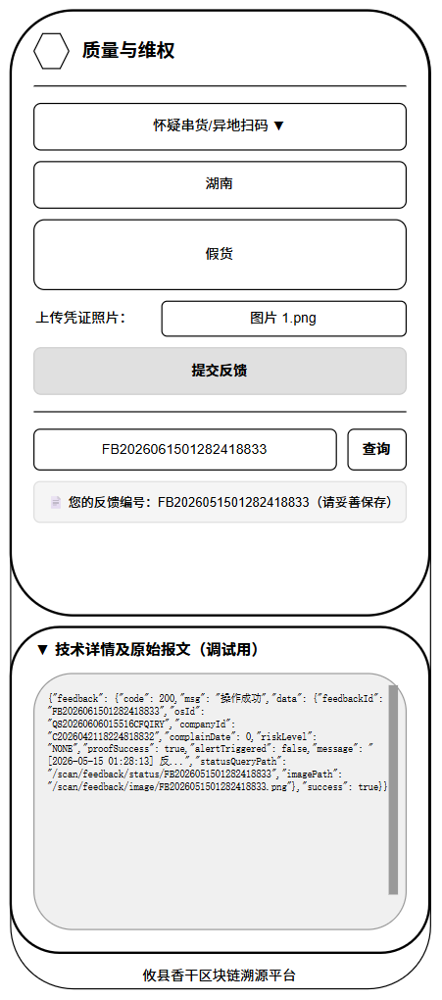 质量与维权
怀疑串货/异地扫码 ▼
湖南
假货
上传凭证照片：
图片 1.png
提交反馈
FB2026061501282418833
查询
您的反馈编号：FB2026051501282418833（请妥善保存）
▼ 技术详情及原始报文（调试用）
{"feedback": {"code": 200,"msg": "操作成功","data": {"feedbackId":
"FB2026061501282418833","osId":
"QS20260606015516CFQIRY","companyId":
"C2026042118224818832","complainDate": 0,"riskLevel":
"NONE","proofSuccess": true,"alertTriggered": false,"message": "
[2026-05-15 01:28:13] 反...","statusQueryPath":
"/scan/feedback/status/FB2026051501282418833","imagePath":
"/scan/feedback/image/FB2026051501282418833.png"},"success": true}}
攸县香干区块链溯源平台